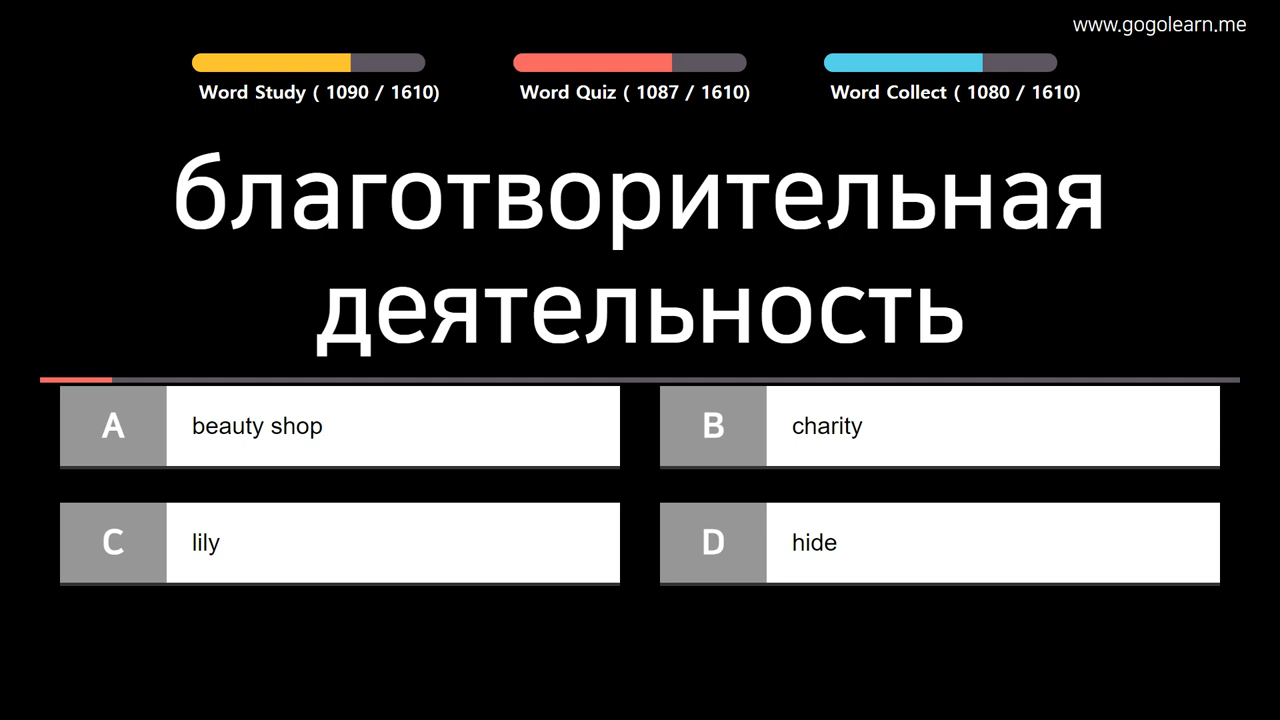 www.gogolearn.me
Word Study ( 1090 / 1610)
Word Quiz ( 1087 / 1610)
Word Collect ( 1080 / 1610)
благотворительная
деятельность
A beauty shop
B charity
C lily
D hide